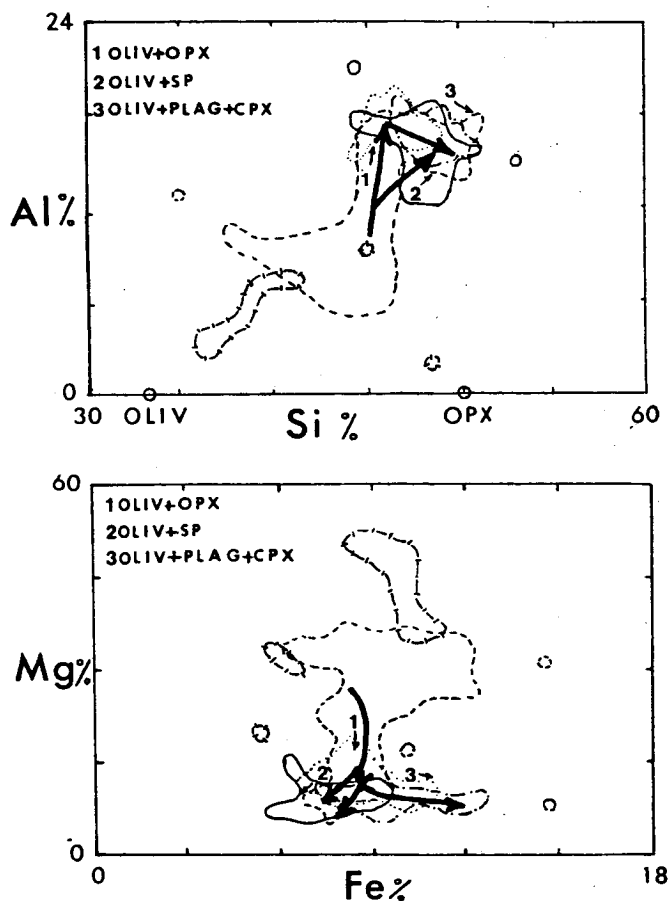 24
1 OLIV+OPX
2 OLIV+SP
3 OLIV+PLAG+CPX
3
1
2
Al%
0
30 OLIV Si % OPX 60
60
1 OLIV+OPX
2 OLIV+SP
3 OLIV+PLAG+CPX
Mg%
1
2 3
0
0 Fe% 18